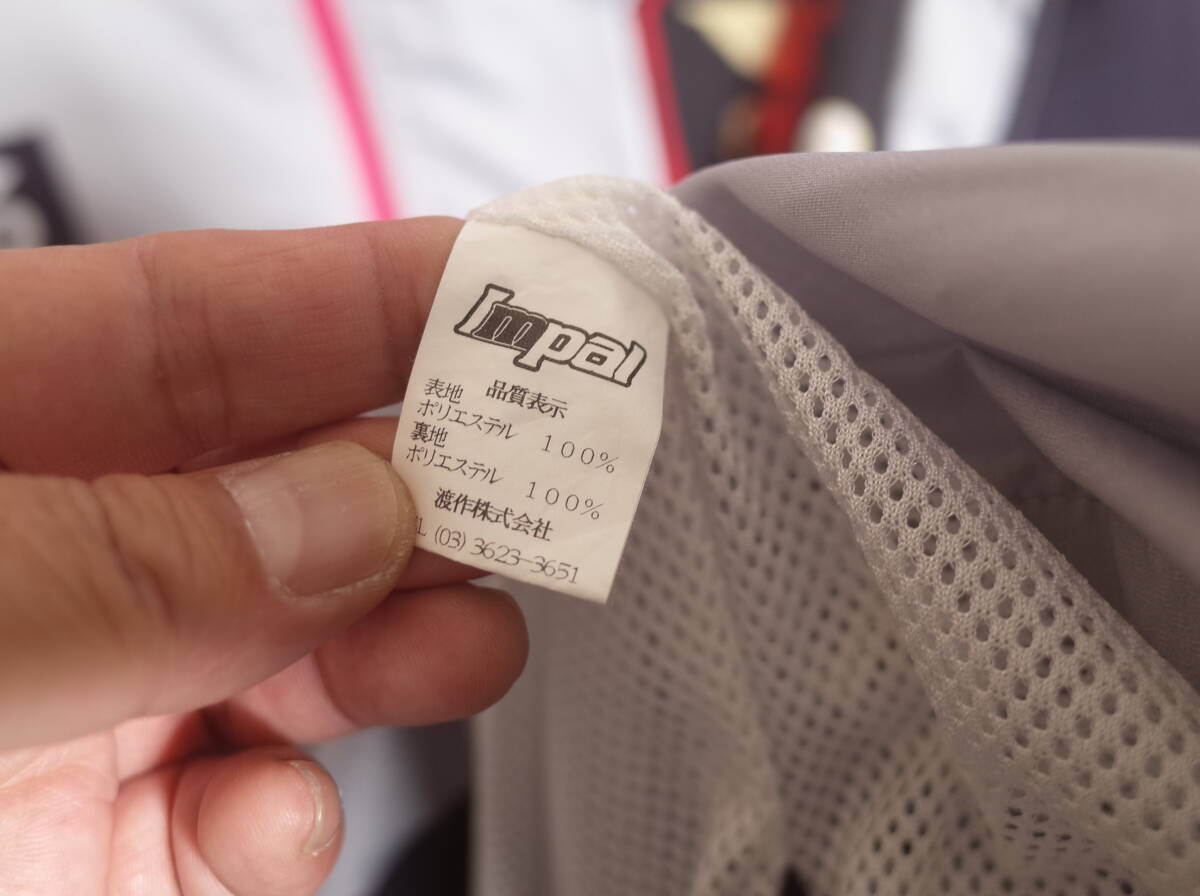 Impal
品質表示
表地
ポリエステル 100%
裏地
ポリエステル 100%
渡作株式会社
L (03) 3623-3651